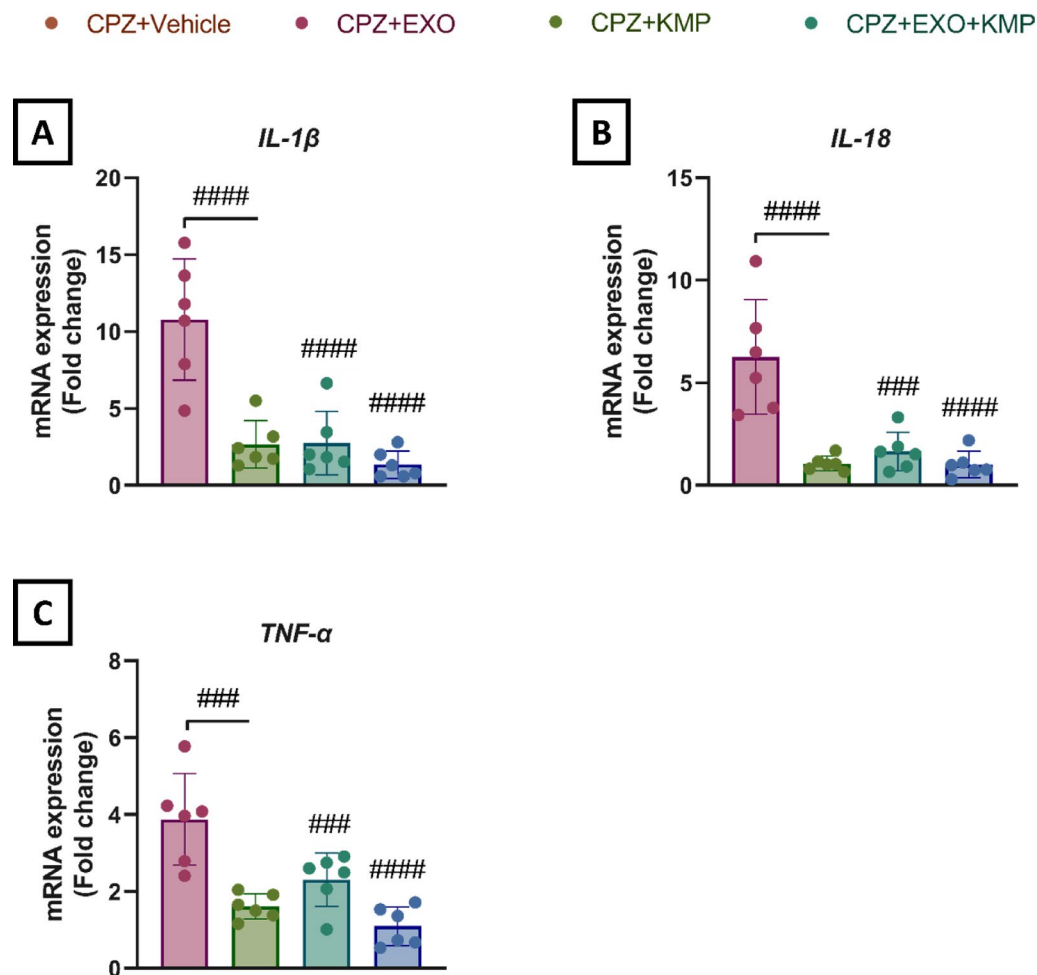 CPZ+Vehicle CPZ+EXO CPZ+KMP CPZ+EXO+KMP
A
IL-1β
mRNA expression
(Fold change)
20
15
10
5
0
####
####
####
B
IL-18
mRNA expression
(Fold change)
15
10
5
0
####
###
####
C
TNF-α
mRNA expression
(Fold change)
8
6
4
2
0
###
###
####